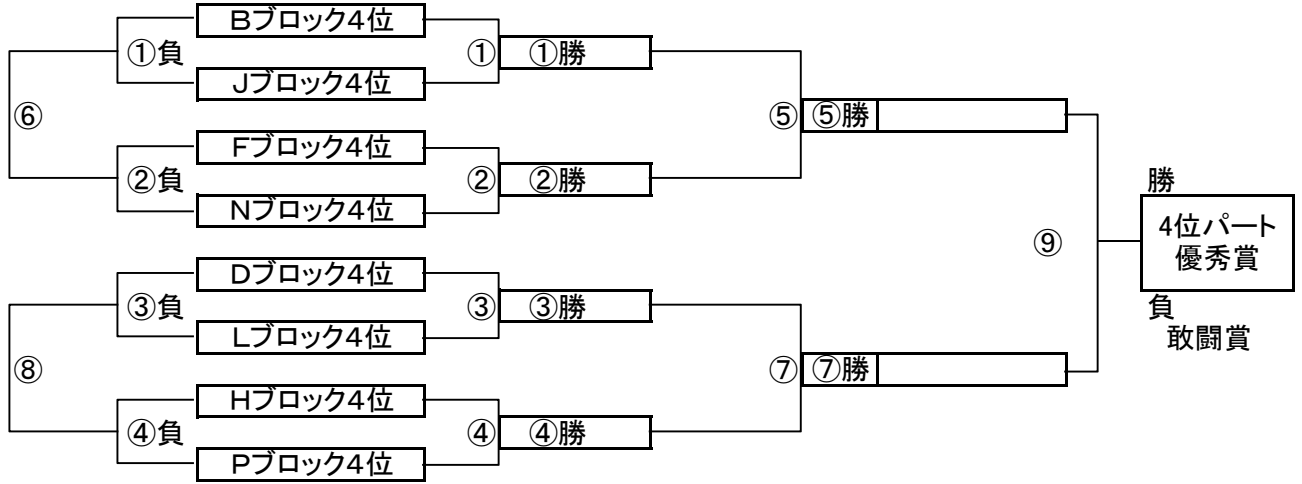 Ｂブロック４位
①負
①
①勝
Ｊブロック４位
⑥
⑤
⑤勝
Ｆブロック４位
②負
②
②勝
Ｎブロック４位
勝
4位パート
優秀賞
⑨
負
敢闘賞
Ｄブロック４位
③負
③
③勝
Ｌブロック４位
⑧
⑦
⑦勝
Ｈブロック４位
④負
④
④勝
Ｐブロック４位